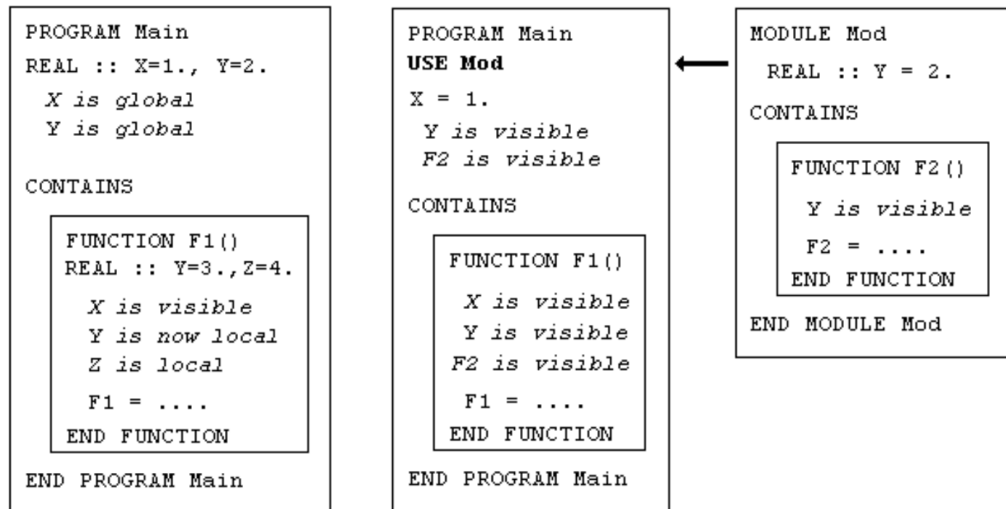 PROGRAM Main
REAL :: X=1., Y=2.
X is global
Y is global
CONTAINS
FUNCTION F1()
REAL :: Y=3.,Z=4.
X is visible
Y is now local
Z is local
F1 = ....
END FUNCTION
END PROGRAM Main
PROGRAM Main
USE Mod
X = 1.
Y is visible
F2 is visible
CONTAINS
FUNCTION F1()
X is visible
Y is visible
F2 is visible
F1 = ....
END FUNCTION
END PROGRAM Main
MODULE Mod
REAL :: Y = 2.
CONTAINS
FUNCTION F2()
Y is visible
F2 = ....
END FUNCTION
END MODULE Mod